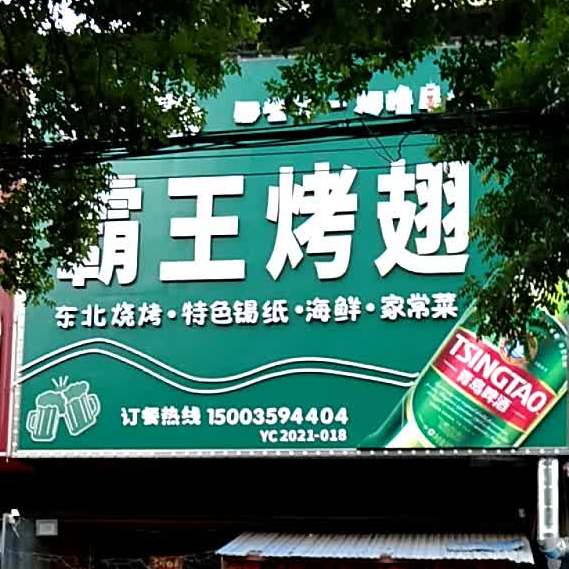 霸王烤翅
东北烧烤·特色锡纸·海鲜·家常菜
TSINGTAO
青岛啤酒
订餐热线 15003594404
YC 2021-018